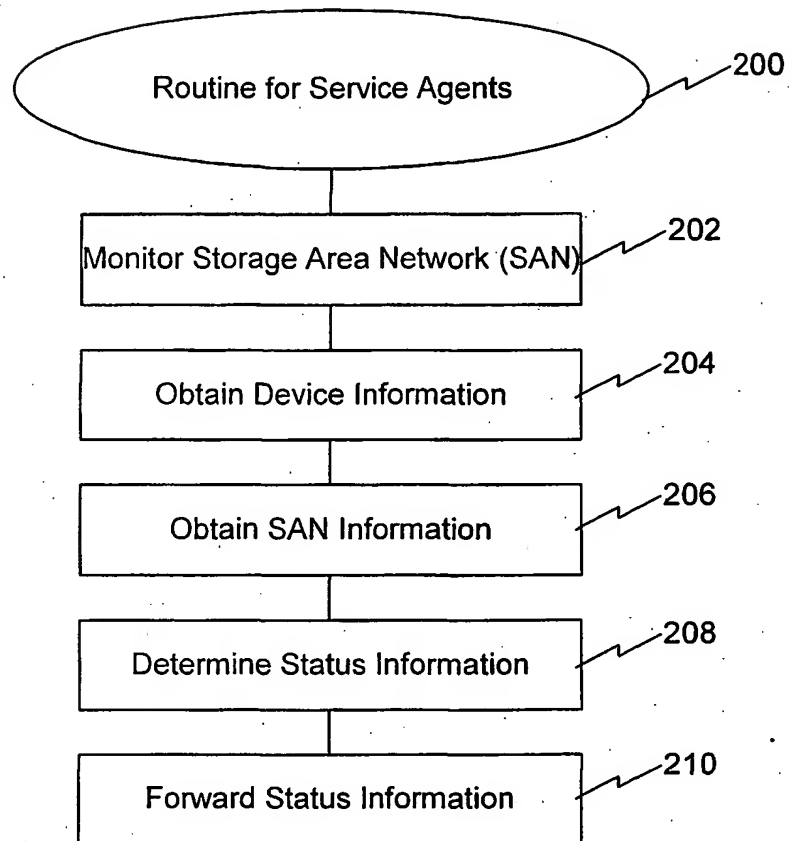 Routine for Service Agents
200
Monitor Storage Area Network (SAN)
202
Obtain Device Information
204
Obtain SAN Information
206
Determine Status Information
208
Forward Status Information
210